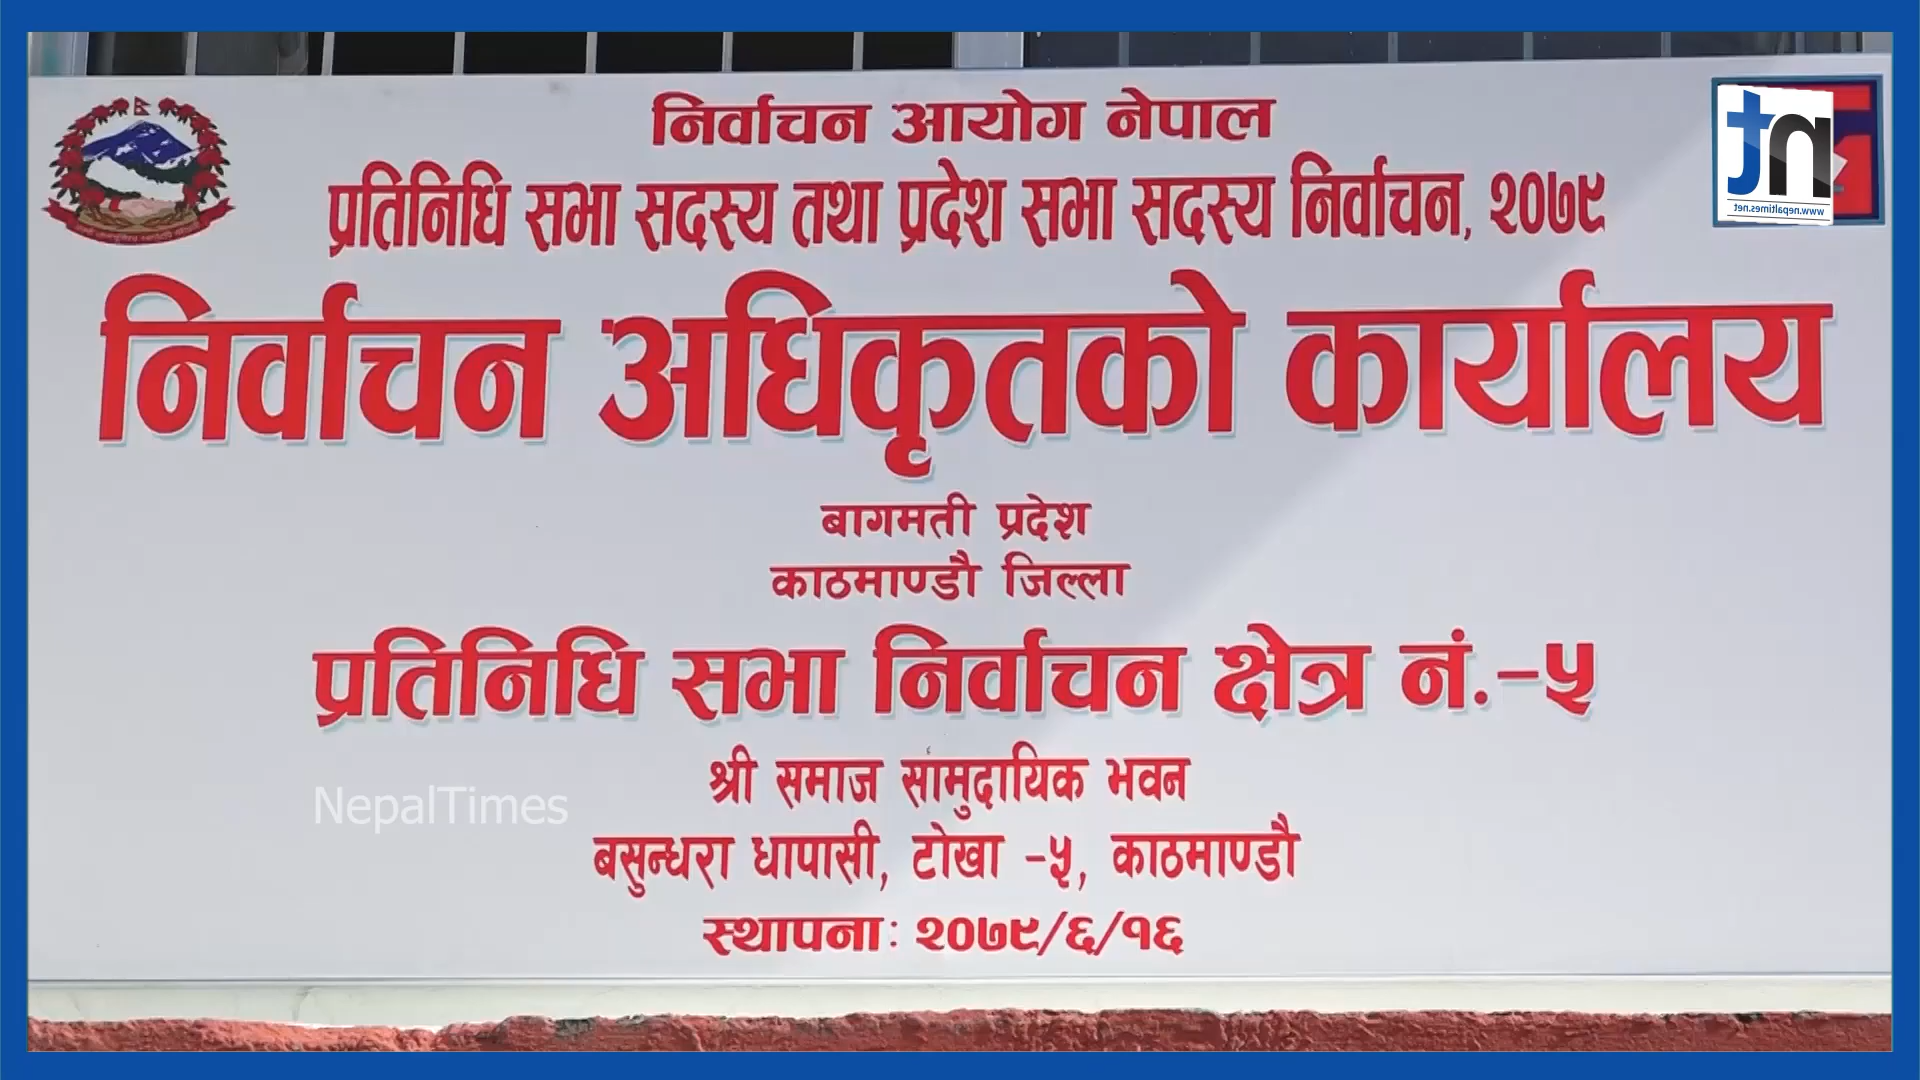 निर्वाचन आयोग नेपाल
प्रतिनिधि सभा सदस्य तथा प्रदेश सभा सदस्य निर्वाचन, २०७९
निर्वाचन अधिकृतको कार्यालय
बागमती प्रदेश
काठमाण्डौ जिल्ला
प्रतिनिधि सभा निर्वाचन क्षेत्र नं.-५
श्री समाज सामुदायिक भवन
बसुन्धरा धापासी, टोखा -५, काठमाण्डौ
स्थापना: २०७९/६/१६
NepalTimes
www.nepaltimes.net